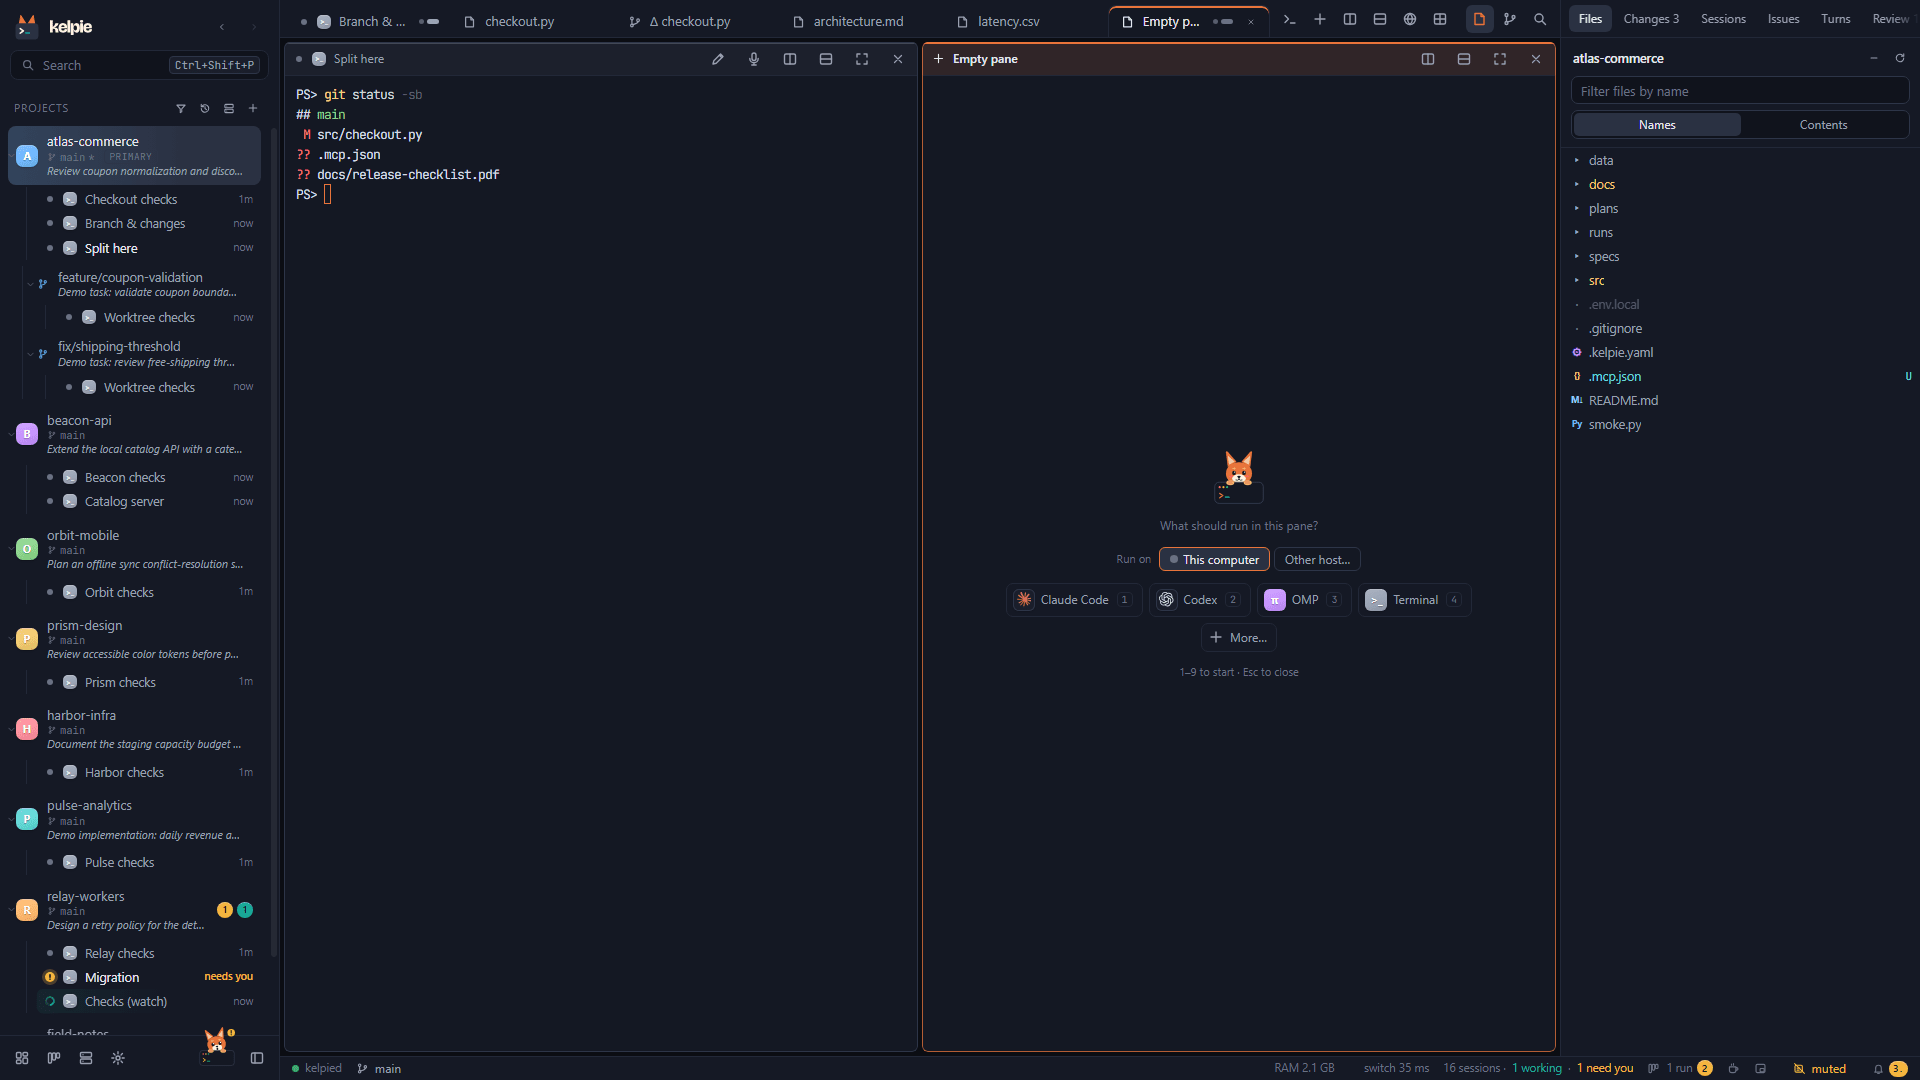 kelpie
Search Ctrl+Shift+P
PROJECTS
A
atlas-commerce
main * PRIMARY
Review coupon normalization and disco...
Checkout checks 1m
Branch & changes now
Split here now
feature/coupon-validation
Demo task: validate coupon bounda...
Worktree checks now
fix/shipping-threshold
Demo task: review free-shipping thr...
Worktree checks now
B
beacon-api
main
Extend the local catalog API with a cate...
Beacon checks now
Catalog server now
O
orbit-mobile
main
Plan an offline sync conflict-resolution s...
Orbit checks 1m
P
prism-design
main
Review accessible color tokens before p...
Prism checks 1m
H
harbor-infra
main
Document the staging capacity budget ...
Harbor checks 1m
P
pulse-analytics
main
Demo implementation: daily revenue a...
Pulse checks 1m
R
relay-workers
main 1 1
Design a retry policy for the det...
Relay checks 1m
Migration needs you
Checks (watch) now
field-notes
Branch & ... checkout.py Δ checkout.py architecture.md latency.csv Empty p...
Split here
PS> git status -sb
## main
M src/checkout.py
?? .mcp.json
?? docs/release-checklist.pdf
PS>
Empty pane
What should run in this pane?
Run on This computer Other host...
Claude Code 1 Codex 2 π OMP 3 >_ Terminal 4
+ More...
1–9 to start · Esc to close
Files Changes 3 Sessions Issues Turns Review
atlas-commerce
Filter files by name
Names Contents
data
docs
plans
runs
specs
src
.env.local
.gitignore
.kelpie.yaml
{} .mcp.json U
M↓ README.md
Py smoke.py
kelpied main RAM 2.1 GB switch 35 ms 16 sessions · 1 working · 1 need you 1 run 2 muted 3.